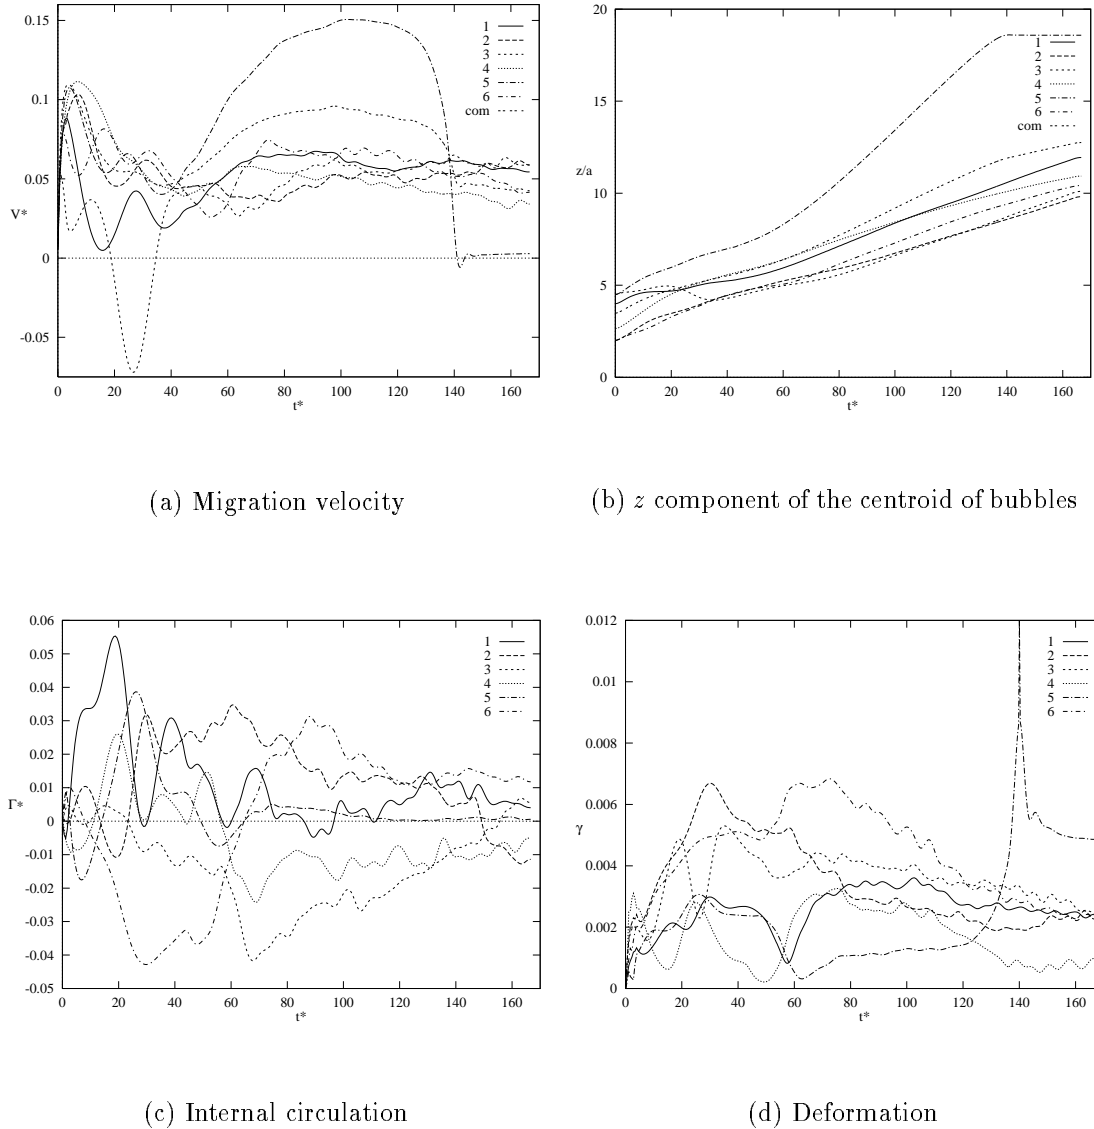 0.15
0.1
0.05
V*
0
-0.05
0 20 40 60 80 100 120 140 160
t*
1
2
3
4
5
6
com
20
15
z/a
10
5
0
0 20 40 60 80 100 120 140 160
t*
1
2
3
4
5
6
com
(a) Migration velocity
(b) z component of the centroid of bubbles
0.06
0.05
0.04
0.03
0.02
0.01
Γ*
0
-0.01
-0.02
-0.03
-0.04
-0.05
0 20 40 60 80 100 120 140 160
t*
1
2
3
4
5
6
0.012
0.01
0.008
0.006
γ
0.004
0.002
0
0 20 40 60 80 100 120 140 160
t*
1
2
3
4
5
6
(c) Internal circulation
(d) Deformation